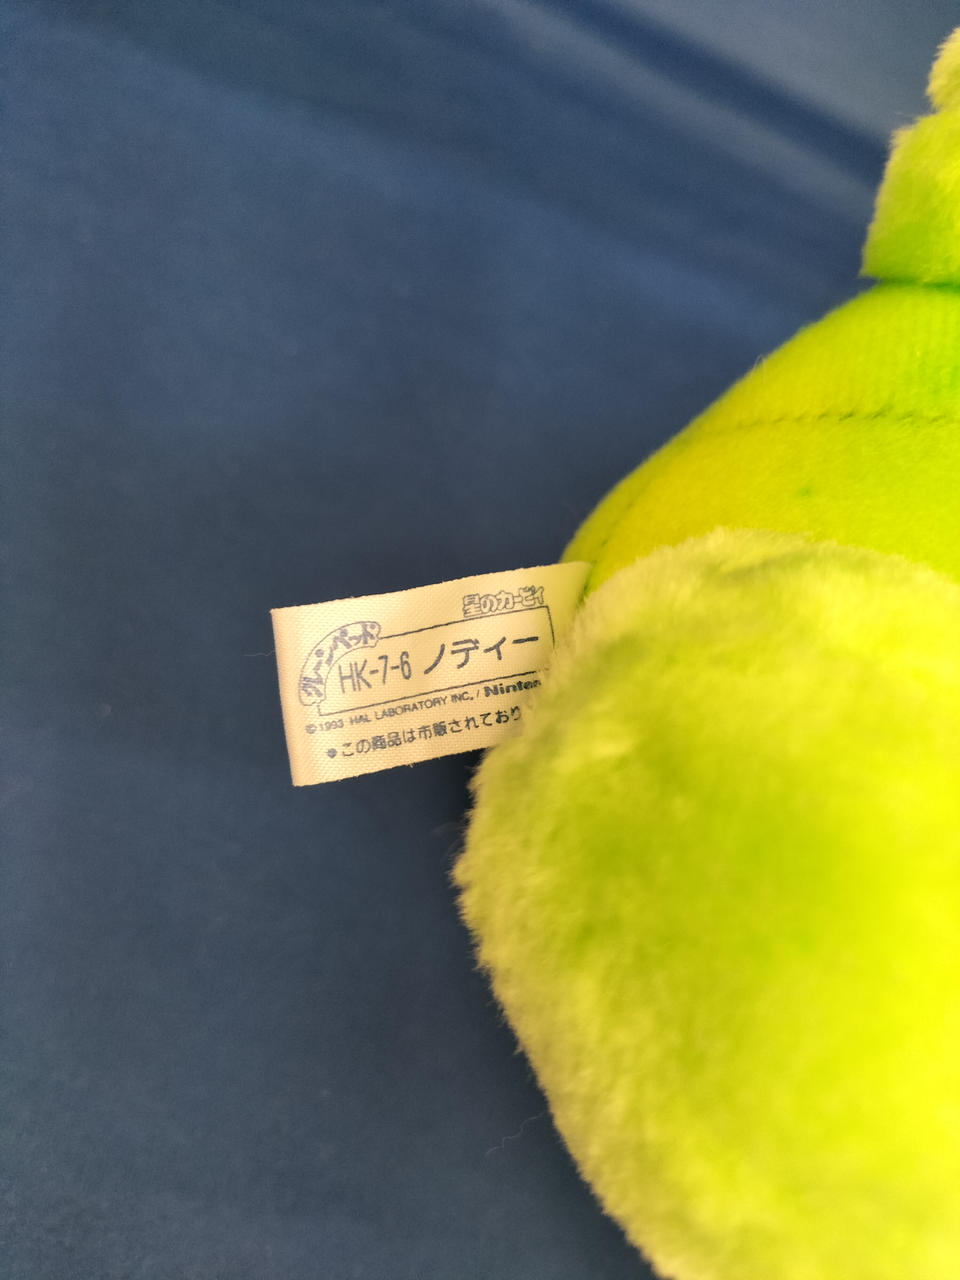 星のカービィ
クレーンペット
HK-7-6 ノディー
©1993 HAL LABORATORY INC. / Ninten
●この商品は市販されており